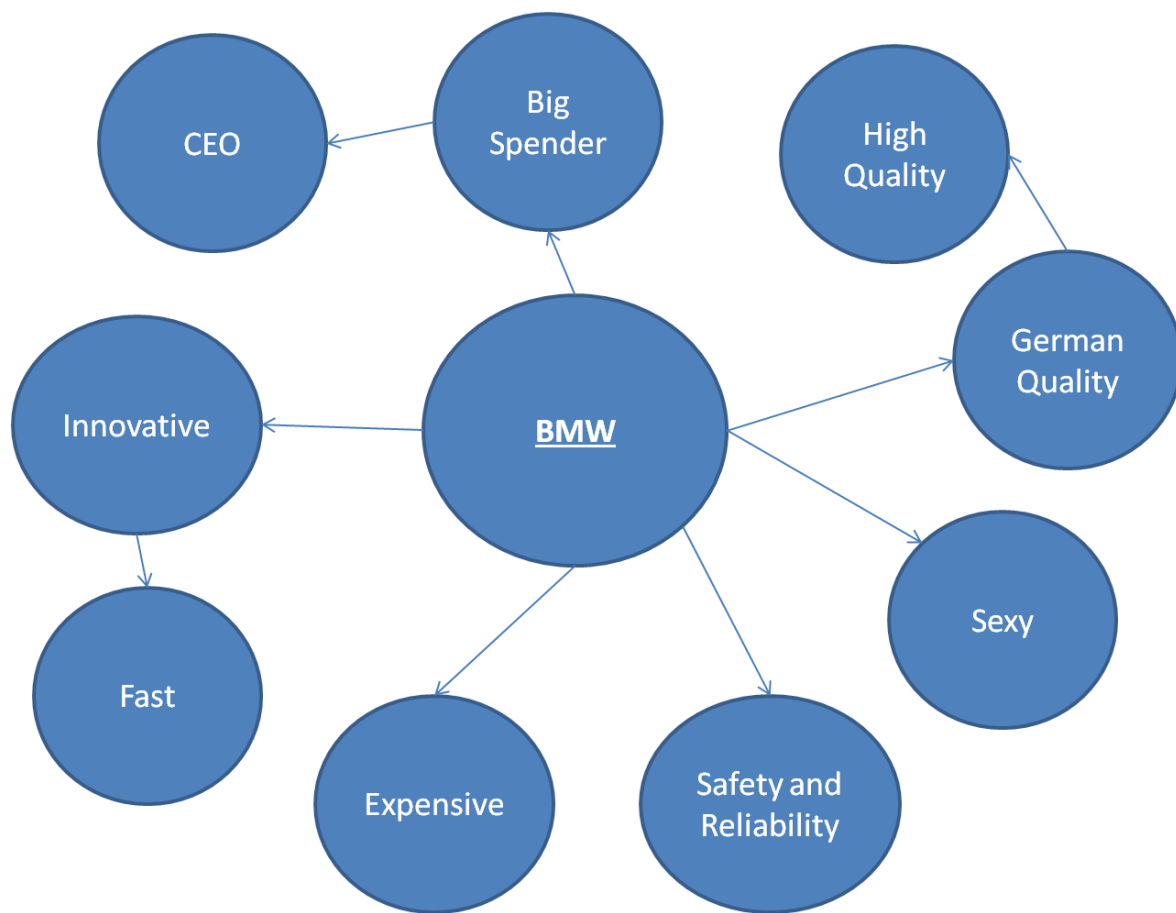 Big
Spender
CEO
High
Quality
German
Quality
Innovative
BMW
Sexy
Fast
Expensive
Safety and
Reliability